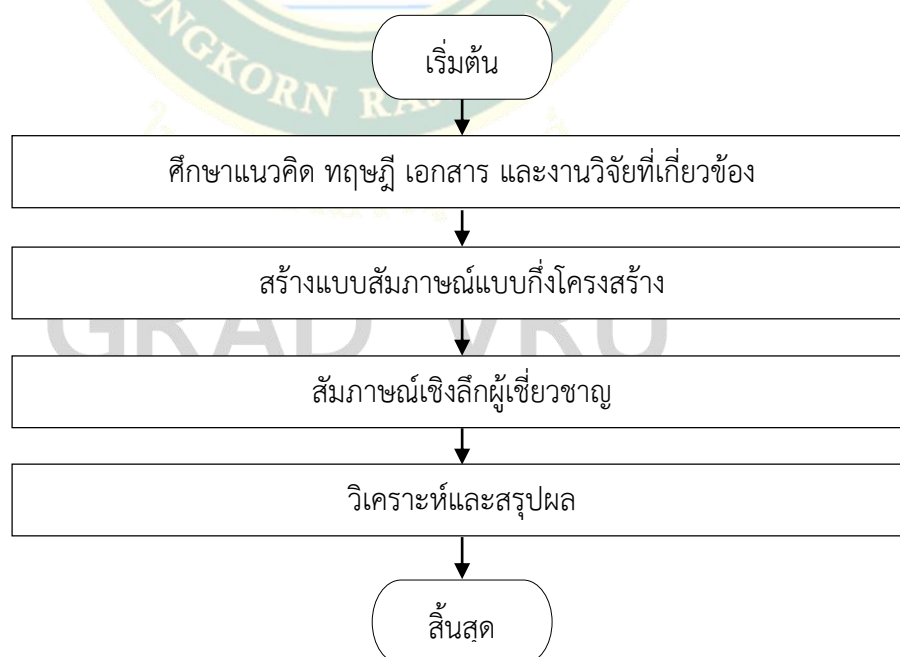 ONGKORN RAJ
เริ่มต้น
ศึกษาแนวคิด ทฤษฎี เอกสาร และงานวิจัยที่เกี่ยวข้อง
สร้างแบบสัมภาษณ์แบบกึ่งโครงสร้าง
GRAD VRU
สัมภาษณ์เชิงลึกผู้เชี่ยวชาญ
วิเคราะห์และสรุปผล
สิ้นสุด